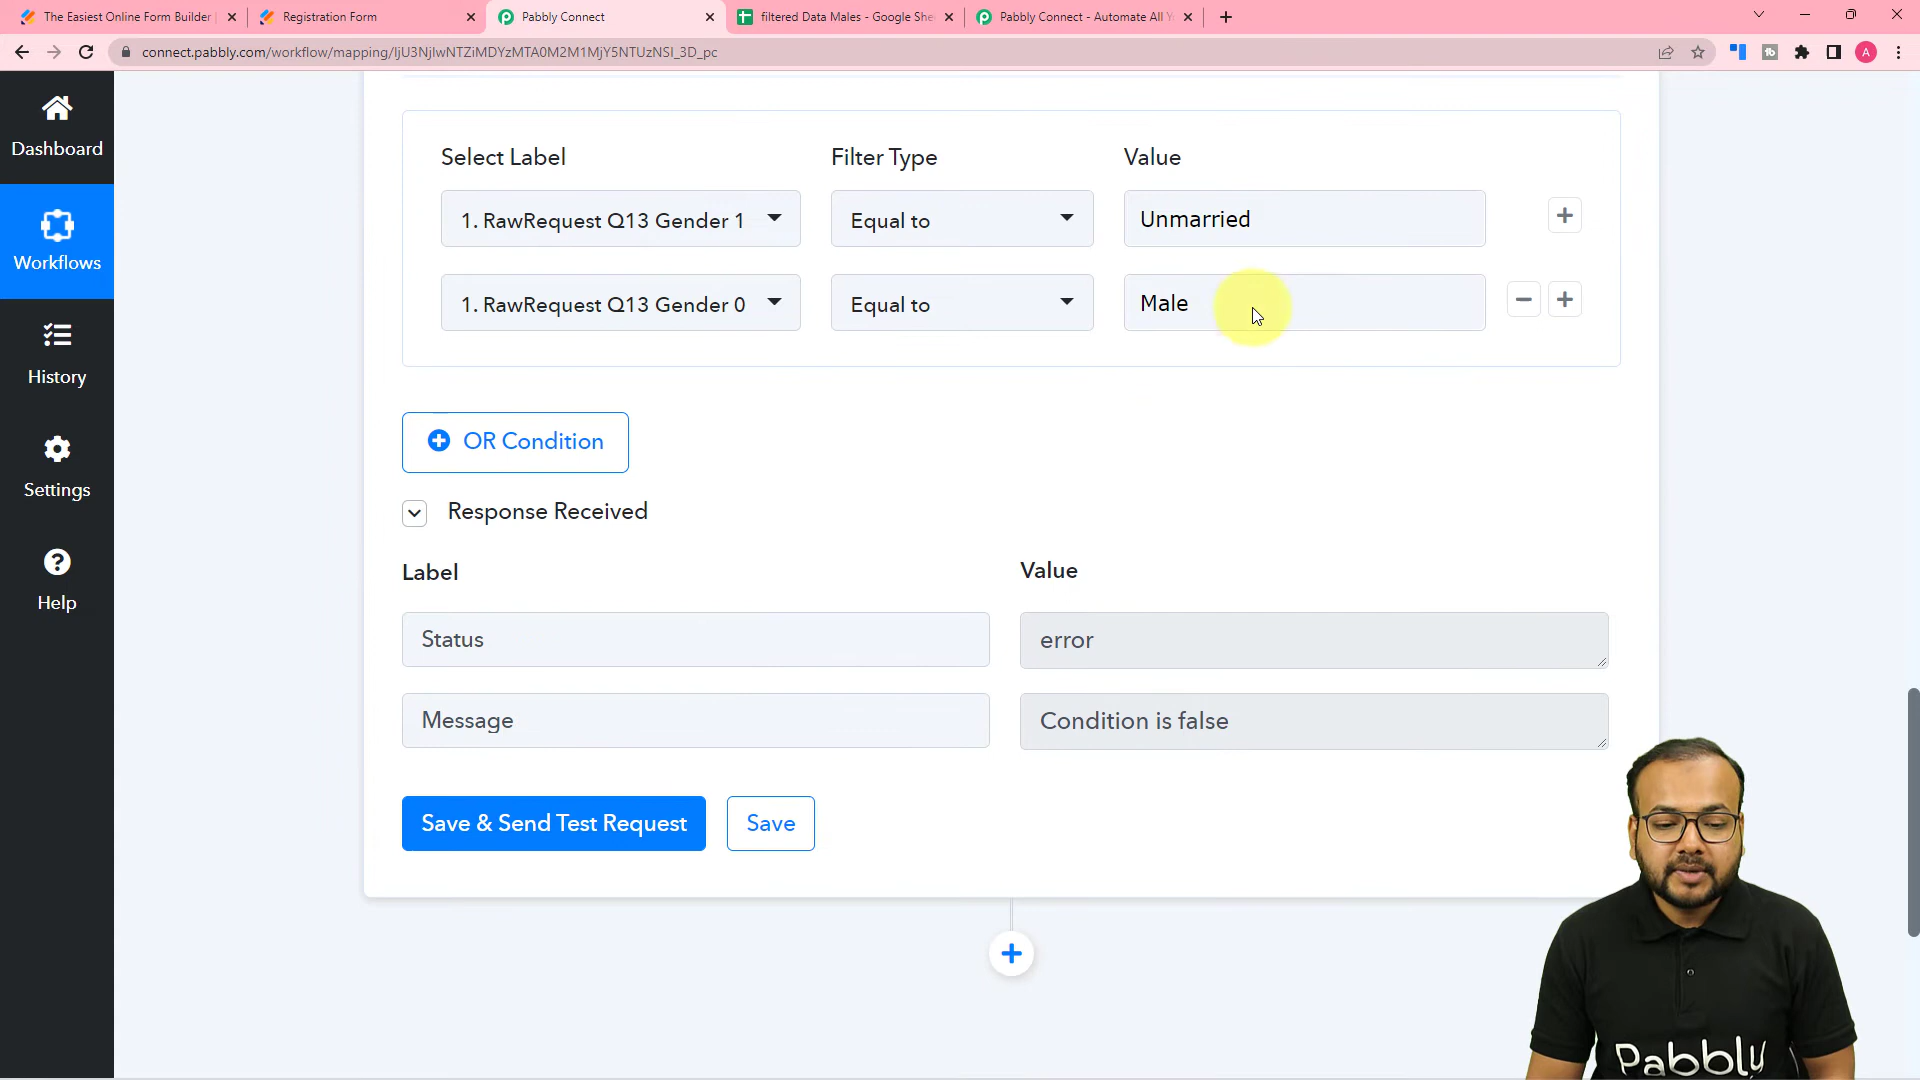 The Easiest Online Form Builder
Registration Form
Pabbly Connect
filtered Data Males - Google She
Pabbly Connect - Automate All Y
connect.pabbly.com/workflow/mapping/IjU3NjIwNTZiMDYzMTA0M2M1MjY5NTUzNSI_3D_pc
A
Dashboard
Workflows
History
Settings
Help
Select Label
Filter Type
Value
1. RawRequest Q13 Gender 1
Equal to
Unmarried
1. RawRequest Q13 Gender 0
Equal to
Male
OR Condition
Response Received
Label
Value
Status
error
Message
Condition is false
Save & Send Test Request
Save
Pabbly